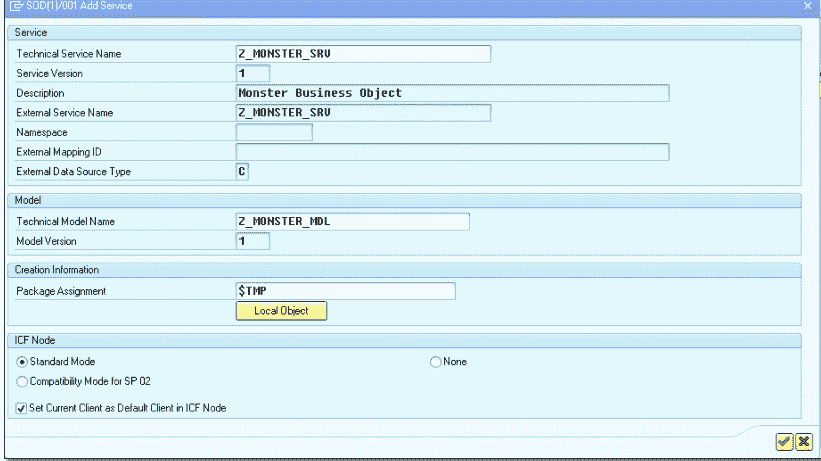 SOD(1)/001 Add Service
Service
Technical Service Name Z_MONSTER_SRV
Service Version 1
Description Monster Business Object
External Service Name Z_MONSTER_SRV
Namespace
External Mapping ID
External Data Source Type C
Model
Technical Model Name Z_MONSTER_MDL
Model Version 1
Creation Information
Package Assignment $TMP
Local Object
ICF Node
Standard Mode None
Compatibility Mode for SP 02
Set Current Client as Default Client in ICF Node